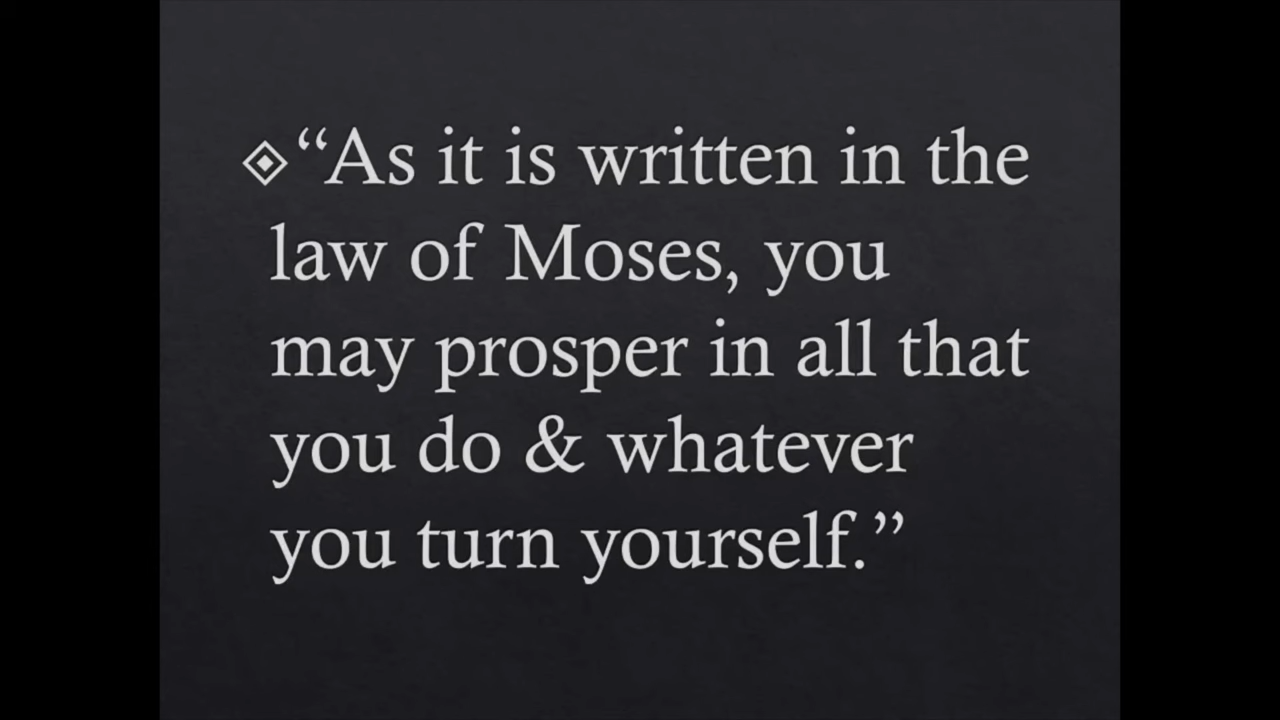 “As it is written in the
law of Moses, you
may prosper in all that
you do & whatever
you turn yourself.”